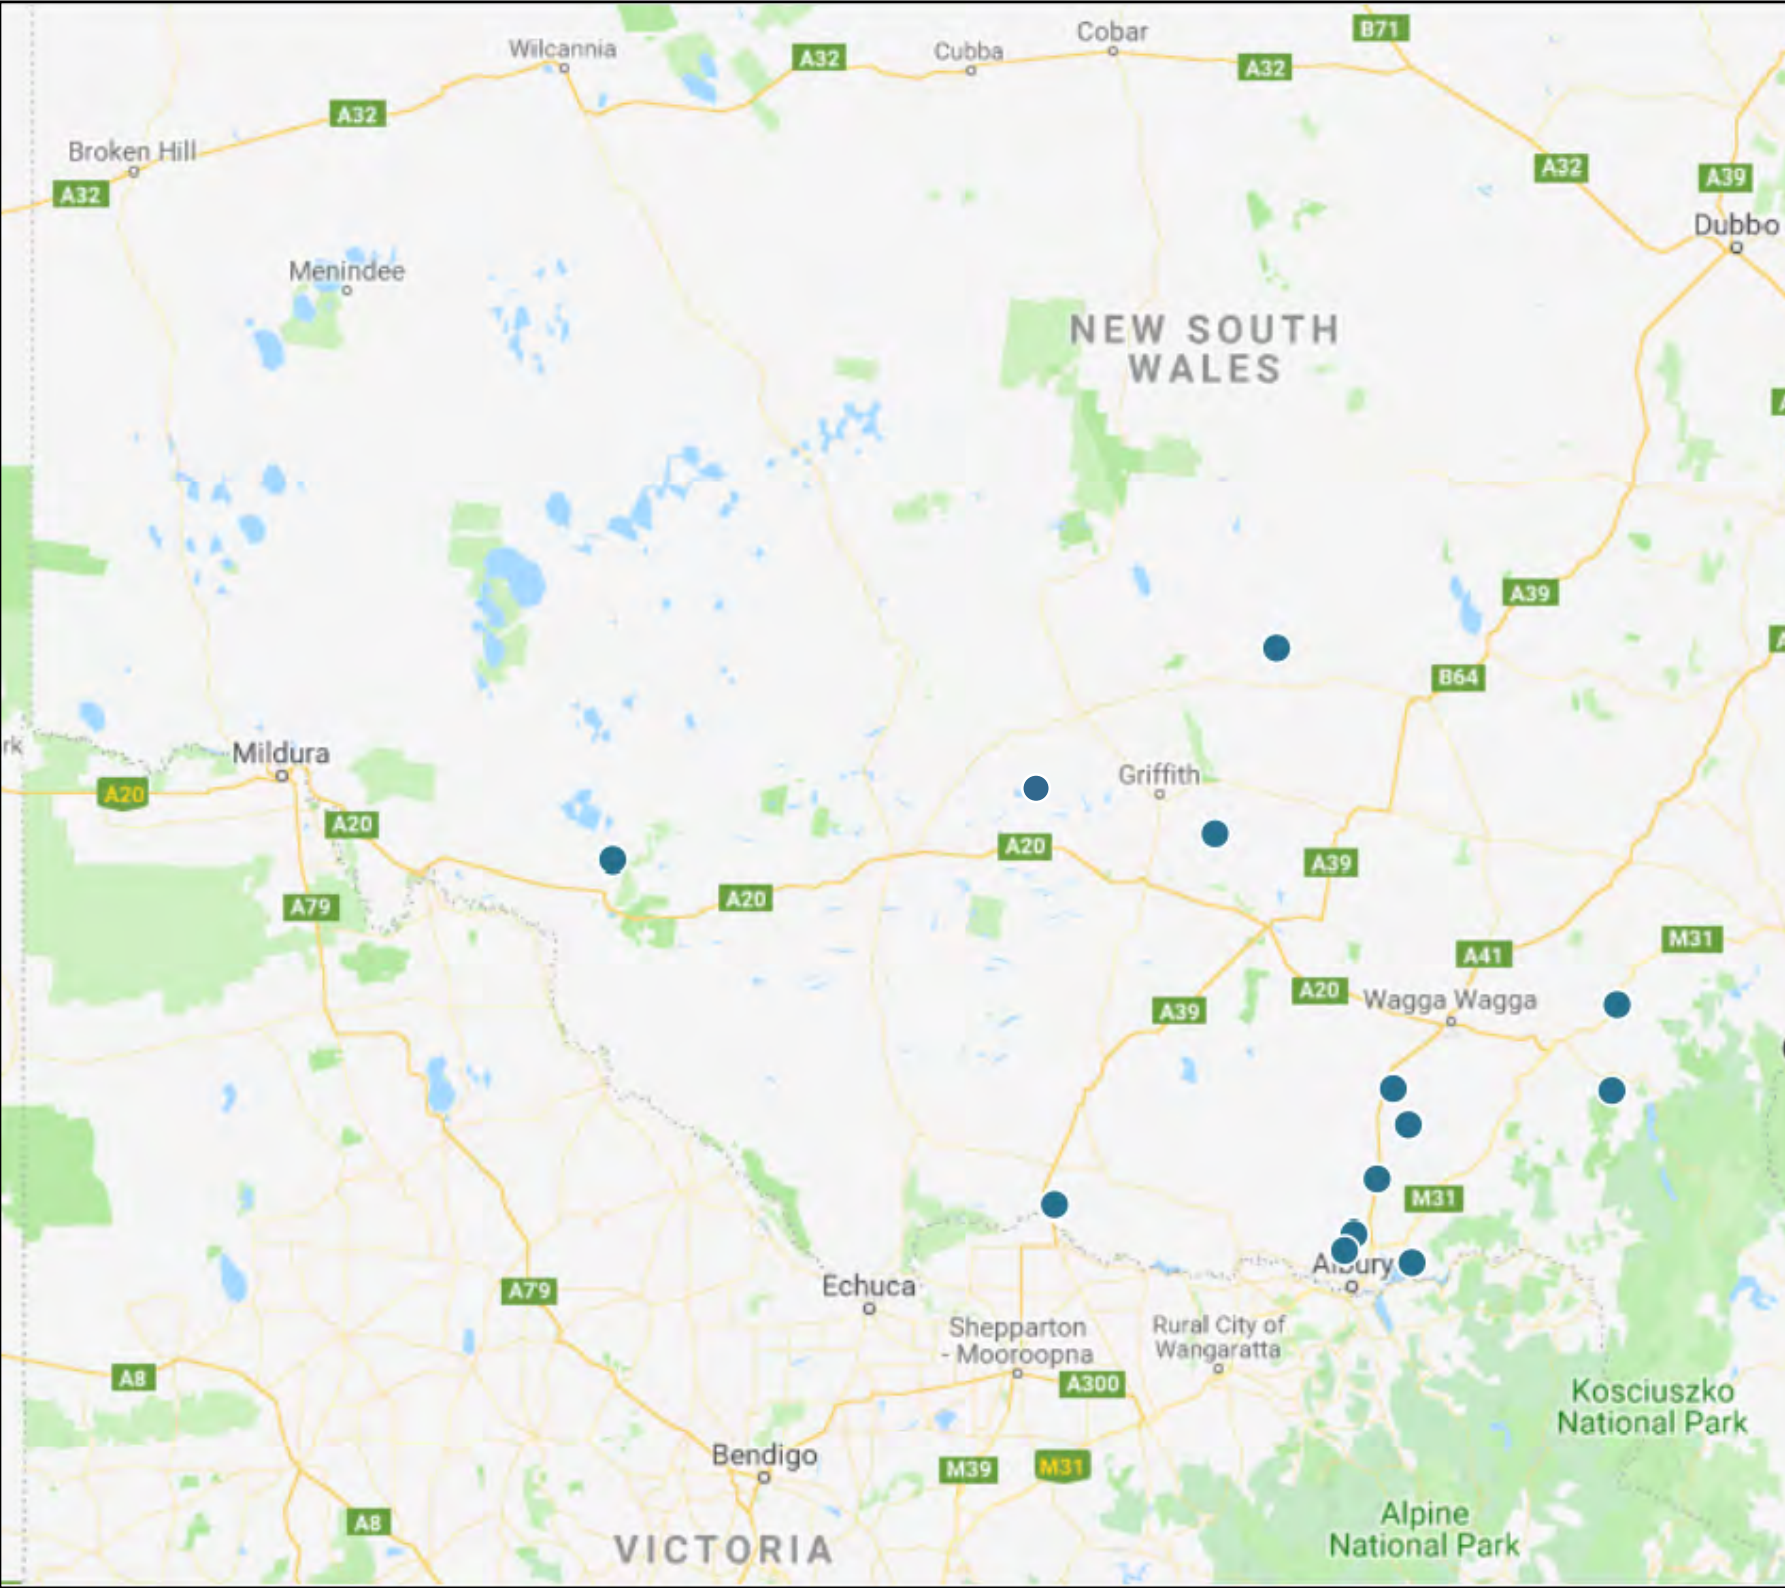 B71
Cobar
Wilcannia
Cubba
A32
A32
A32
Broken Hill
A32
A32
A39
Dubbo
Menindee
NEW SOUTH
WALES
A39
B64
rk
Mildura
Griffith
A20
A20
A20
A39
A20
A79
M31
A41
A20
Wagga Wagga
A39
M31
Albury
Echuca
A79
Shepparton
- Mooroopna
Rural City of
Wangaratta
A8
A300
Kosciuszko
National Park
Bendigo
M39
M31
Alpine
National Park
A8
VICTORIA